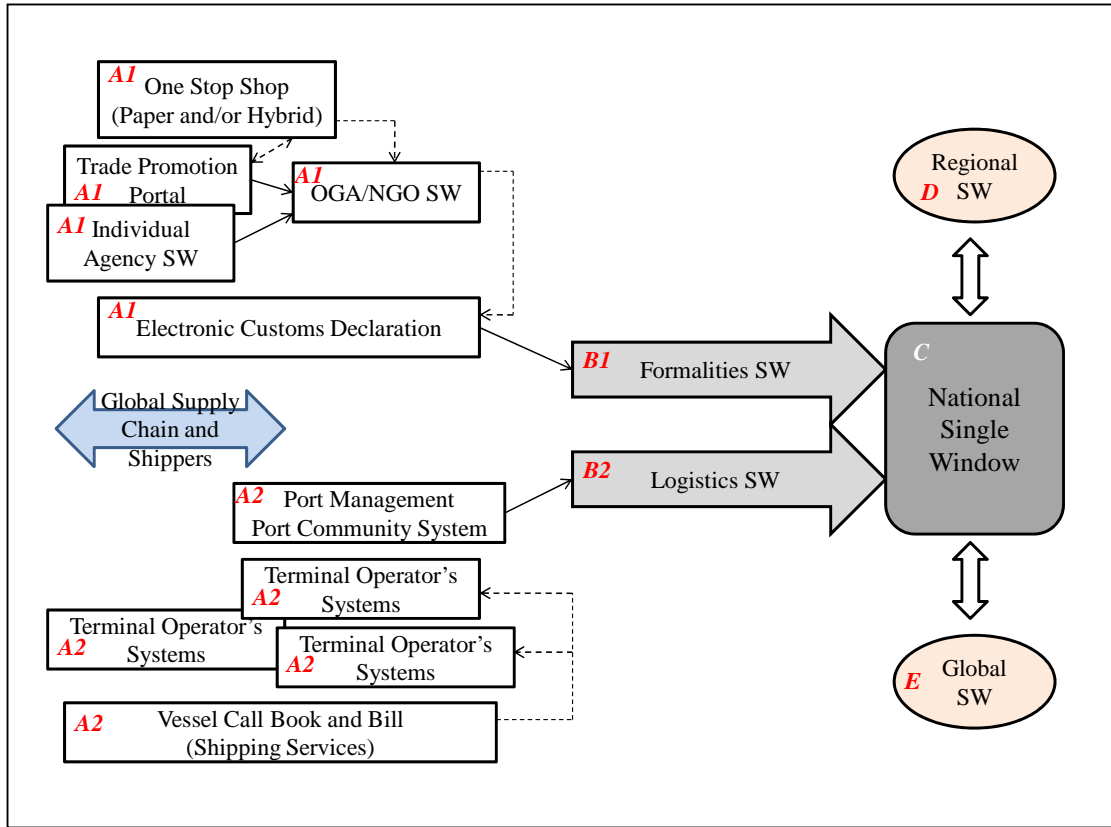 A1
One Stop Shop
(Paper and/or Hybrid)
Trade Promotion
A1 Portal
A1 Individual
Agency SW
A1
OGA/NGO SW
A1
Electronic Customs Declaration
Global Supply
Chain and
Shippers
A2 Port Management
Port Community System
Terminal Operator’s
A2 Systems
Terminal Operator’s
A2 Systems
Terminal Operator’s
A2 Systems
A2 Vessel Call Book and Bill
(Shipping Services)
B1 Formalities SW
B2 Logistics SW
Regional
D SW
C
National
Single
Window
E Global
SW